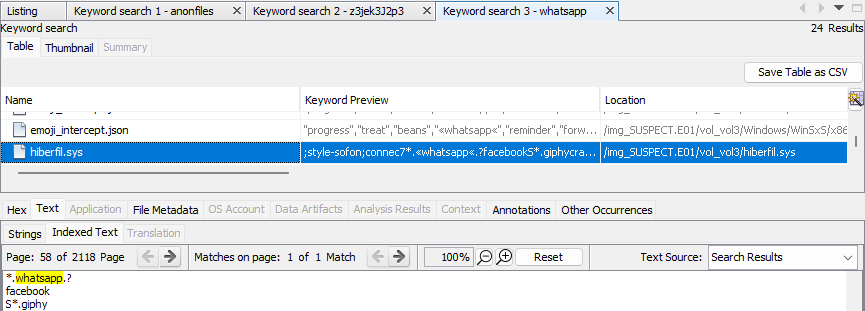 Listing Keyword search 1 - anonfiles Keyword search 2 - z3jek3J2p3 Keyword search 3 - whatsapp
Keyword search 24 Results
Table Thumbnail Summary
Save Table as CSV
Name Keyword Preview Location
emoji_intercept.json "progress","treat","beans","«whatsapp«","reminder","forw... /img_SUSPECT.E01/vol_vol3/Windows/WinSxS/x86
hiberfil.sys ;style-sofon;connec7*.«whatsapp«.?facebookS*.giphycra... /img_SUSPECT.E01/vol_vol3/hiberfil.sys
Hex Text Application File Metadata OS Account Data Artifacts Analysis Results Context Annotations Other Occurrences
Strings Indexed Text Translation
Page: 58 of 2118 Page Matches on page: 1 of 1 Match 100% Reset Text Source: Search Results
*.whatsapp.?
facebook
S*.giphy